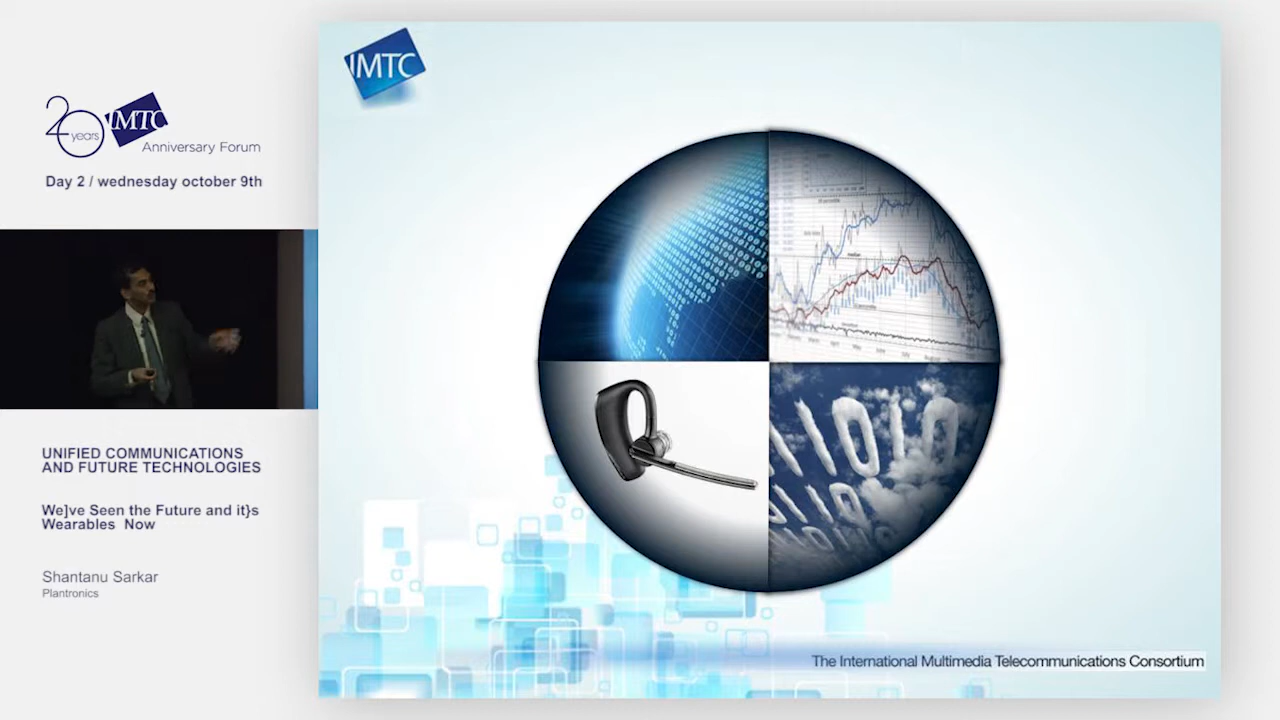 20 years IMTC
Anniversary Forum
Day 2 / wednesday october 9th
UNIFIED COMMUNICATIONS
AND FUTURE TECHNOLOGIES
We]ve Seen the Future and it}s
Wearables Now
Shantanu Sarkar
Plantronics
IMTC
The International Multimedia Telecommunications Consortium